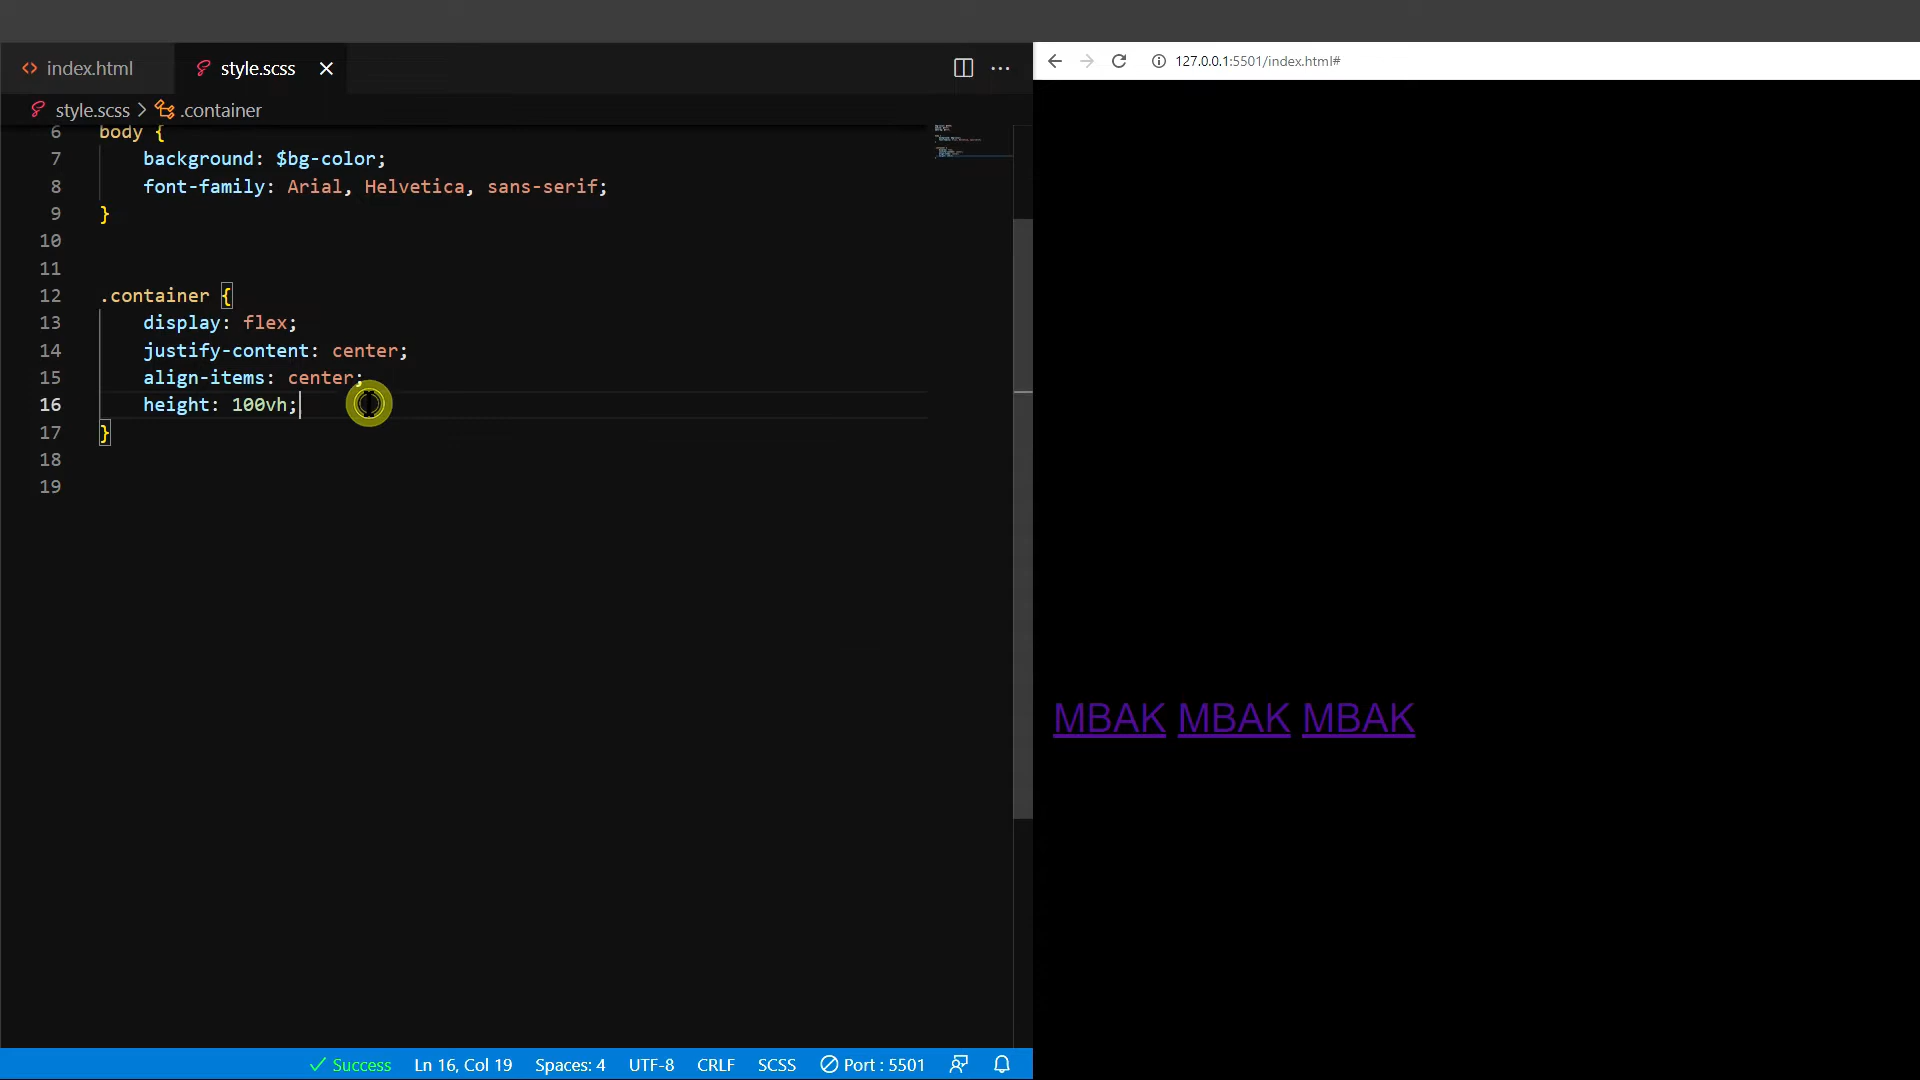 index.html
style.scss
127.0.0.1:5501/index.html#
style.scss > .container
6 body {
7 background: $bg-color;
8 font-family: Arial, Helvetica, sans-serif;
9 }
10
11
12 .container {
13 display: flex;
14 justify-content: center;
15 align-items: center;
16 height: 100vh;
17 }
18
19
MBAK MBAK MBAK
Success Ln 16, Col 19 Spaces: 4 UTF-8 CRLF SCSS Port : 5501